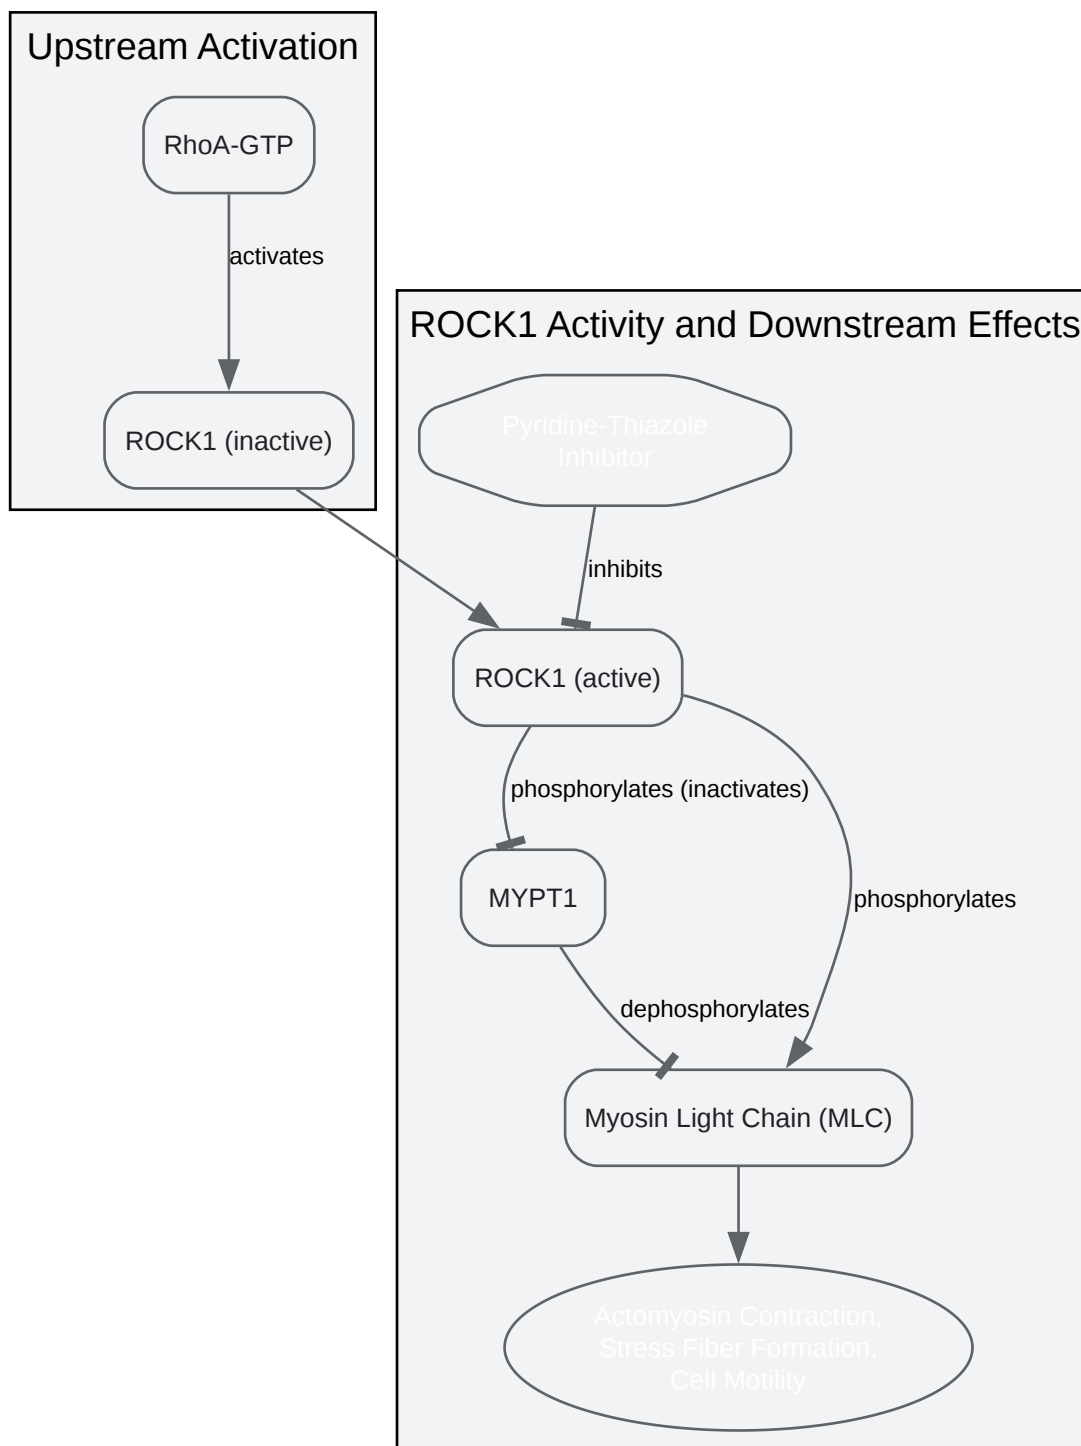 Upstream Activation
RhoA-GTP
activates
ROCK1 (inactive)
ROCK1 Activity and Downstream Effects
Pyridine-Thiazole
Inhibitor
inhibits
ROCK1 (active)
phosphorylates (inactivates)
MYPT1
phosphorylates
dephosphorylates
Myosin Light Chain (MLC)
Actomyosin Contraction,
Stress Fiber Formation,
Cell Motility